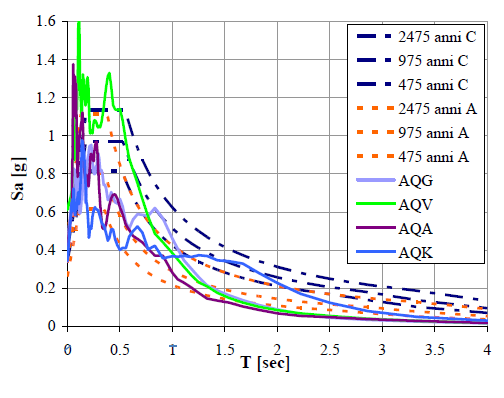 1.6
1.4
1.2
1
0.8
0.6
0.4
0.2
0
Sa [g]
0 0.5 1 1.5 2 2.5 3 3.5 4
T [sec]
2475 anni C
975 anni C
475 anni C
2475 anni A
975 anni A
475 anni A
AQG
AQV
AQA
AQK